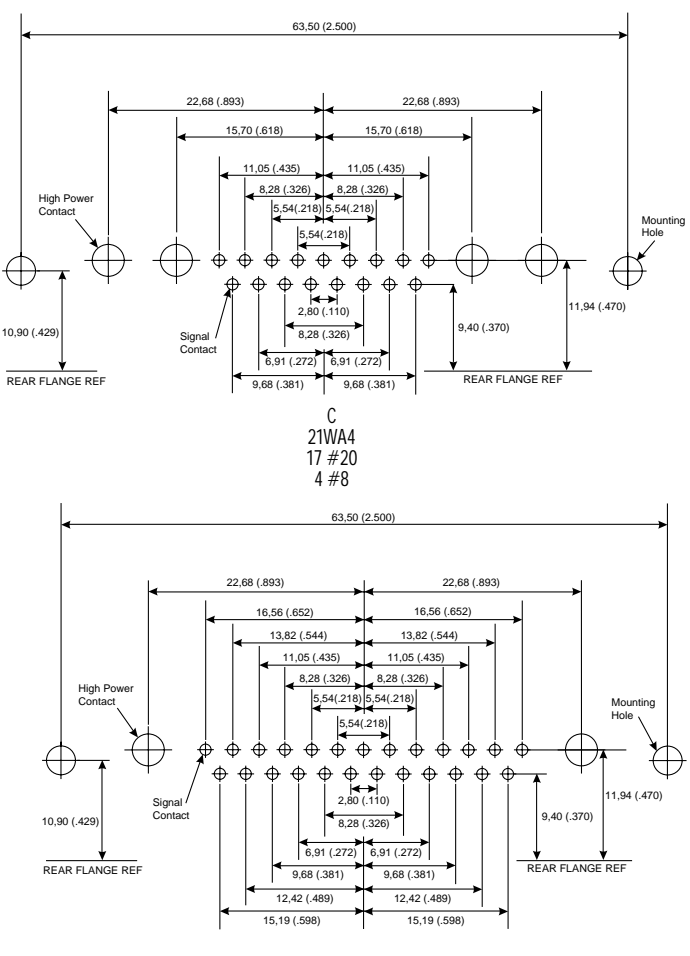 63,50 (2.500)
22,68 (.893)
22,68 (.893)
15,70 (.618)
15,70 (.618)
11,05 (.435)
11,05 (.435)
8,28 (.326)
8,28 (.326)
5,54(.218)
5,54(.218)
5,54(.218)
High Power
Contact
Mounting
Hole
10,90 (.429)
REAR FLANGE REF
Signal
Contact
2,80 (.110)
8,28 (.326)
6,91 (.272)
6,91 (.272)
9,68 (.381)
9,68 (.381)
9,40 (.370)
11,94 (.470)
REAR FLANGE REF
C
21WA4
17 #20
4 #8
63,50 (2.500)
22,68 (.893)
22,68 (.893)
16,56 (.652)
16,56 (.652)
13,82 (.544)
13,82 (.544)
11,05 (.435)
11,05 (.435)
8,28 (.326)
8,28 (.326)
5,54(.218)
5,54(.218)
5,54(.218)
High Power
Contact
Mounting
Hole
10,90 (.429)
REAR FLANGE REF
Signal
Contact
2,80 (.110)
8,28 (.326)
6,91 (.272)
6,91 (.272)
9,68 (.381)
9,68 (.381)
12,42 (.489)
12,42 (.489)
15,19 (.598)
15,19 (.598)
9,40 (.370)
11,94 (.470)
REAR FLANGE REF